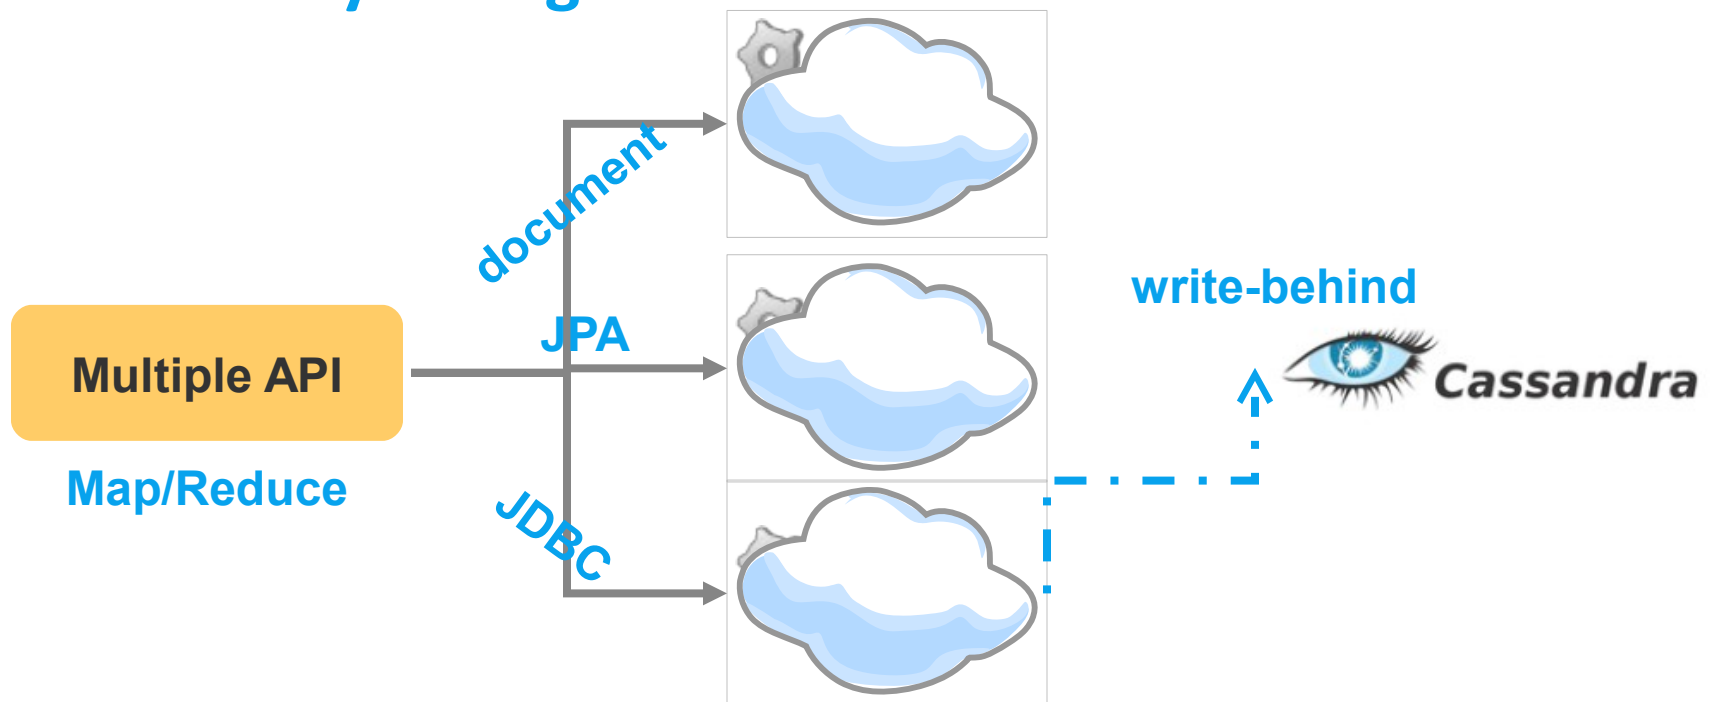 document
write-behind
JPA
Multiple API
Cassandra
Map/Reduce
JDBC